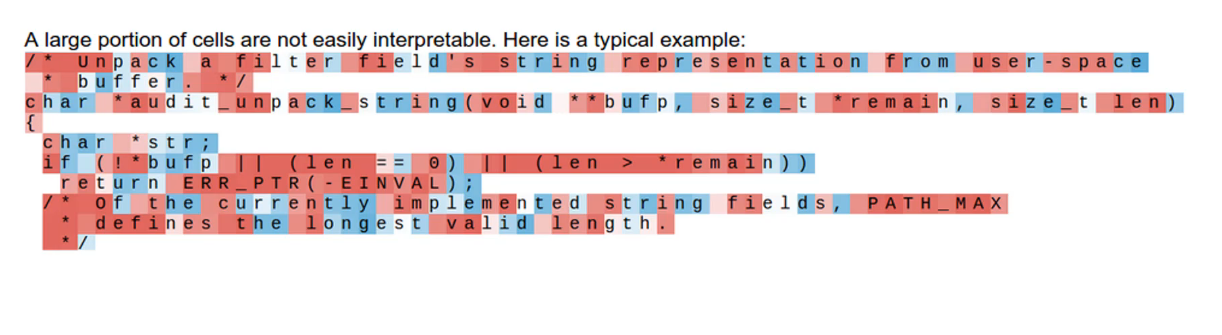 A large portion of cells are not easily interpretable. Here is a typical example:
/* Unpack a filter field's string representation from user-space
 * buffer. */
char *audit_unpack_string(void **bufp, size_t *remain, size_t len)
{
  char *str;
  if (!*bufp || (len == 0) || (len > *remain))
    return ERR_PTR(-EINVAL);
  /* Of the currently implemented string fields, PATH_MAX
   * defines the longest valid length.
   */